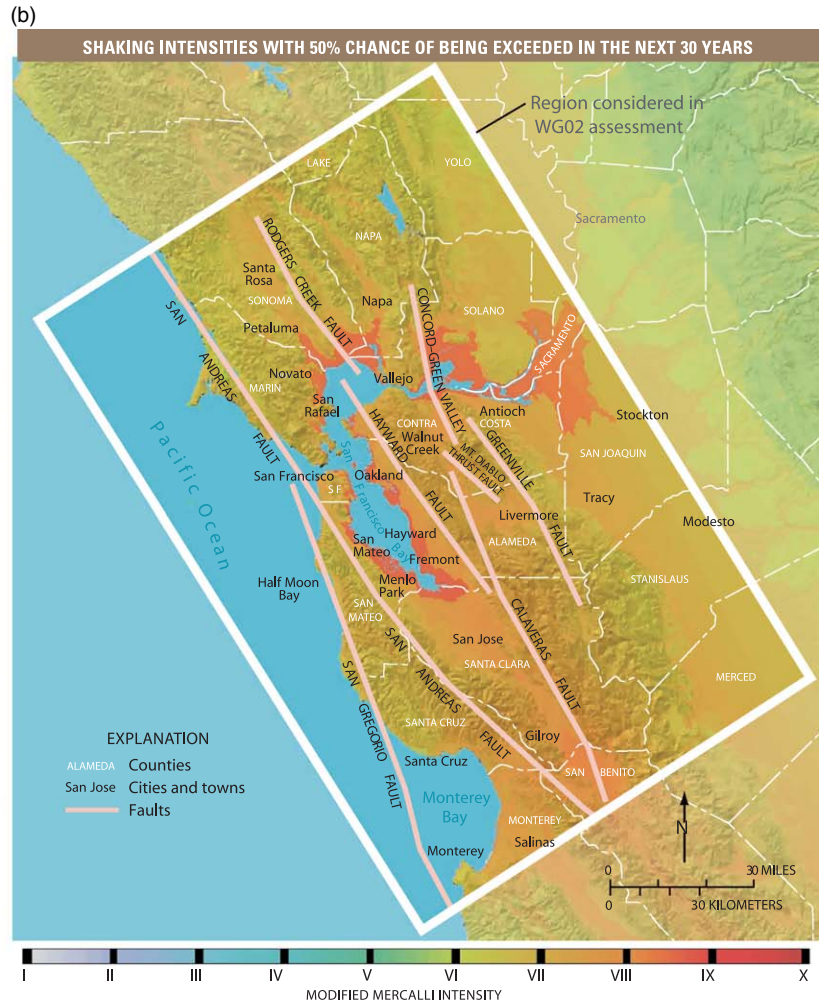 (b)
SHAKING INTENSITIES WITH 50% CHANCE OF BEING EXCEEDED IN THE NEXT 30 YEARS
Region considered in
WG02 assessment
LAKE
YOLO
Sacramento
NAPA
RODGERS CREEK FAULT
Santa
Rosa
SONOMA
Napa
CONCORD–GREEN VALLEY
SOLANO
SACRAMENTO
SAN ANDREAS FAULT
Petaluma
Novato
MARIN
Vallejo
San
Rafael
Antioch
Stockton
CONTRA
COSTA
Walnut
Creek
HAYWARD FAULT
MT. DIABLO
THRUST FAULT
GREENVILLE FAULT
SAN JOAQUIN
Pacific Ocean
San Francisco
S F
Oakland
San Francisco Bay
Tracy
Livermore
Modesto
Hayward
ALAMEDA
San
Mateo
Fremont
Menlo
Park
STANISLAUS
Half Moon
Bay
SAN
MATEO
CALAVERAS FAULT
San Jose
SANTA CLARA
SAN ANDREAS FAULT
MERCED
SAN GREGORIO FAULT
SANTA CRUZ
Gilroy
EXPLANATION
ALAMEDA Counties
San Jose Cities and towns
Faults
Santa Cruz
SAN BENITO
Monterey
Bay
MONTEREY
Salinas
Monterey
N
0 30 MILES
0 30 KILOMETERS
I II III IV V VI VII VIII IX X
MODIFIED MERCALLI INTENSITY